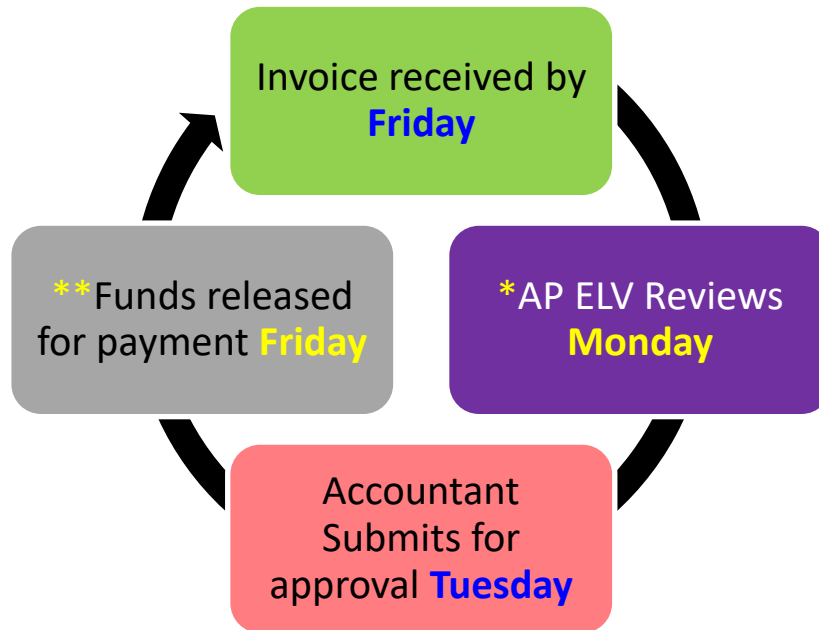 Invoice received by
Friday
*AP ELV Reviews
Monday
Accountant
Submits for
approval Tuesday
**Funds released
for payment Friday